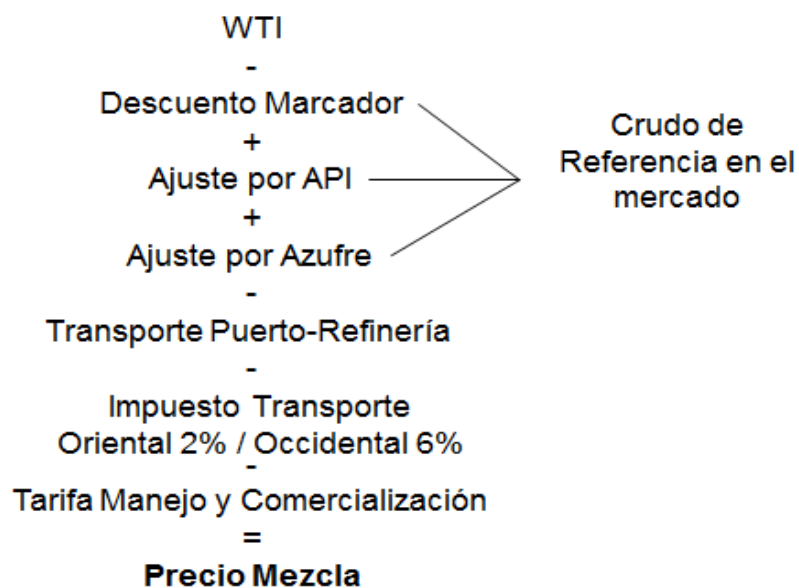 WTI
-
Descuento Marcador
+
Ajuste por API
+
Ajuste por Azufre
-
Transporte Puerto-Refinería
-
Impuesto Transporte
Oriental 2% / Occidental 6%
-
Tarifa Manejo y Comercialización
=
Precio Mezcla
Crudo de
Referencia en el
mercado